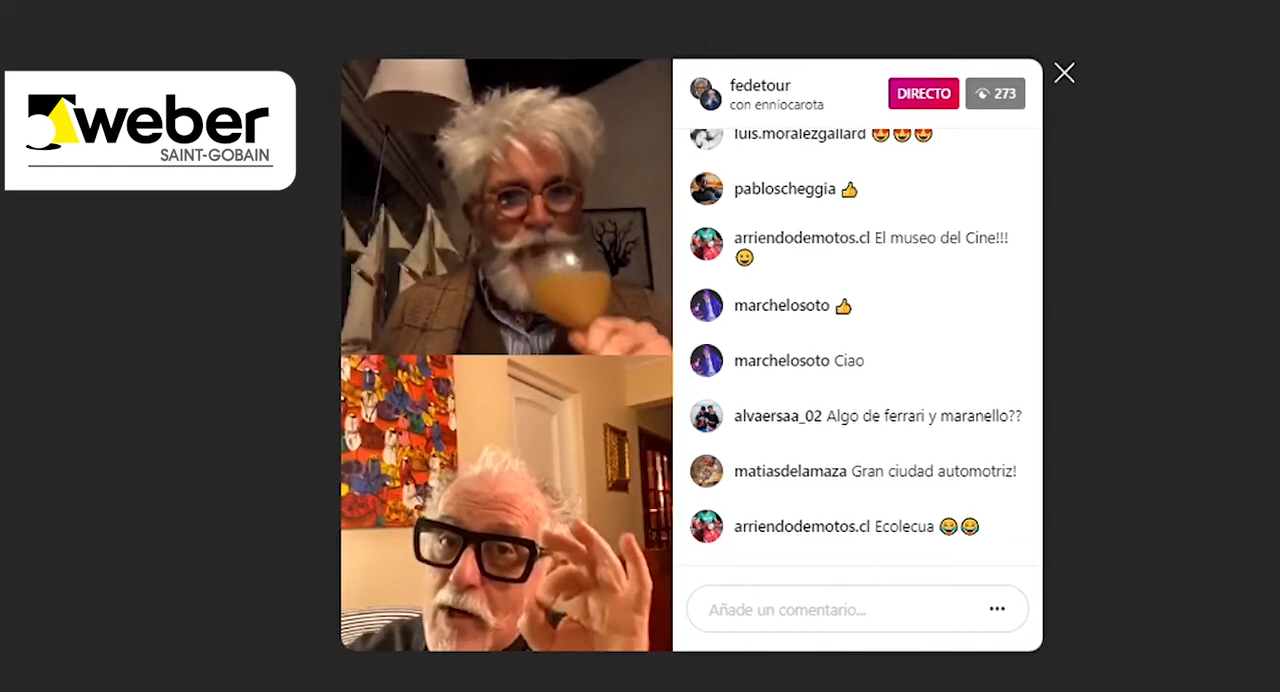 weber
SAINT-GOBAIN
fedetour
con enniocarota
DIRECTO
273
luis.moralezgallard 😍😍😍
pabloscheggia 👍
arriendodemotos.cl El museo del Cine!!!
😀
marchelosoto 👍
marchelosoto Ciao
alvaersaa_02 Algo de ferrari y maranello??
matiasdelamaza Gran ciudad automotriz!
arriendodemotos.cl Ecolecua 😂😂
Añade un comentario...